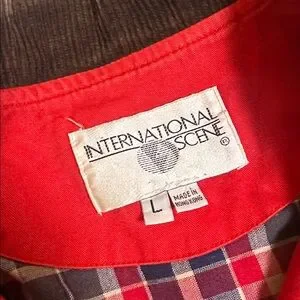 INTERNATIONAL
SCENE®
L
MADE IN
HONG KONG